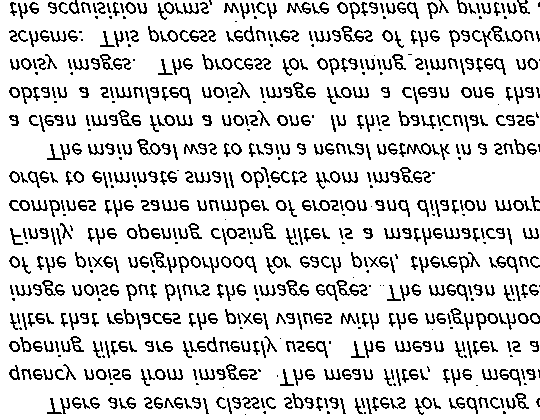 There are several classic spatial filters for reducing
quency noise from images. The mean filter, the median
opening filter are frequently used. The mean filter is a
filter that replaces the pixel values with the neighborhoo
image noise but blurs the image edges. The median filte
of the pixel neighborhood for each pixel, thereby reduc
Finally, the opening closing filter is a mathematical m
combines the same number of erosion and dilation morp
order to eliminate small objects from images.
The main goal was to train a neural network in a super
a clean image from a noisy one. In this particular case,
obtain a simulated noisy image from a clean one than
noisy images. The process for obtaining simulated no
scheme: This process requires images of the backgroun
the acquisition forms, which were obtained by printing